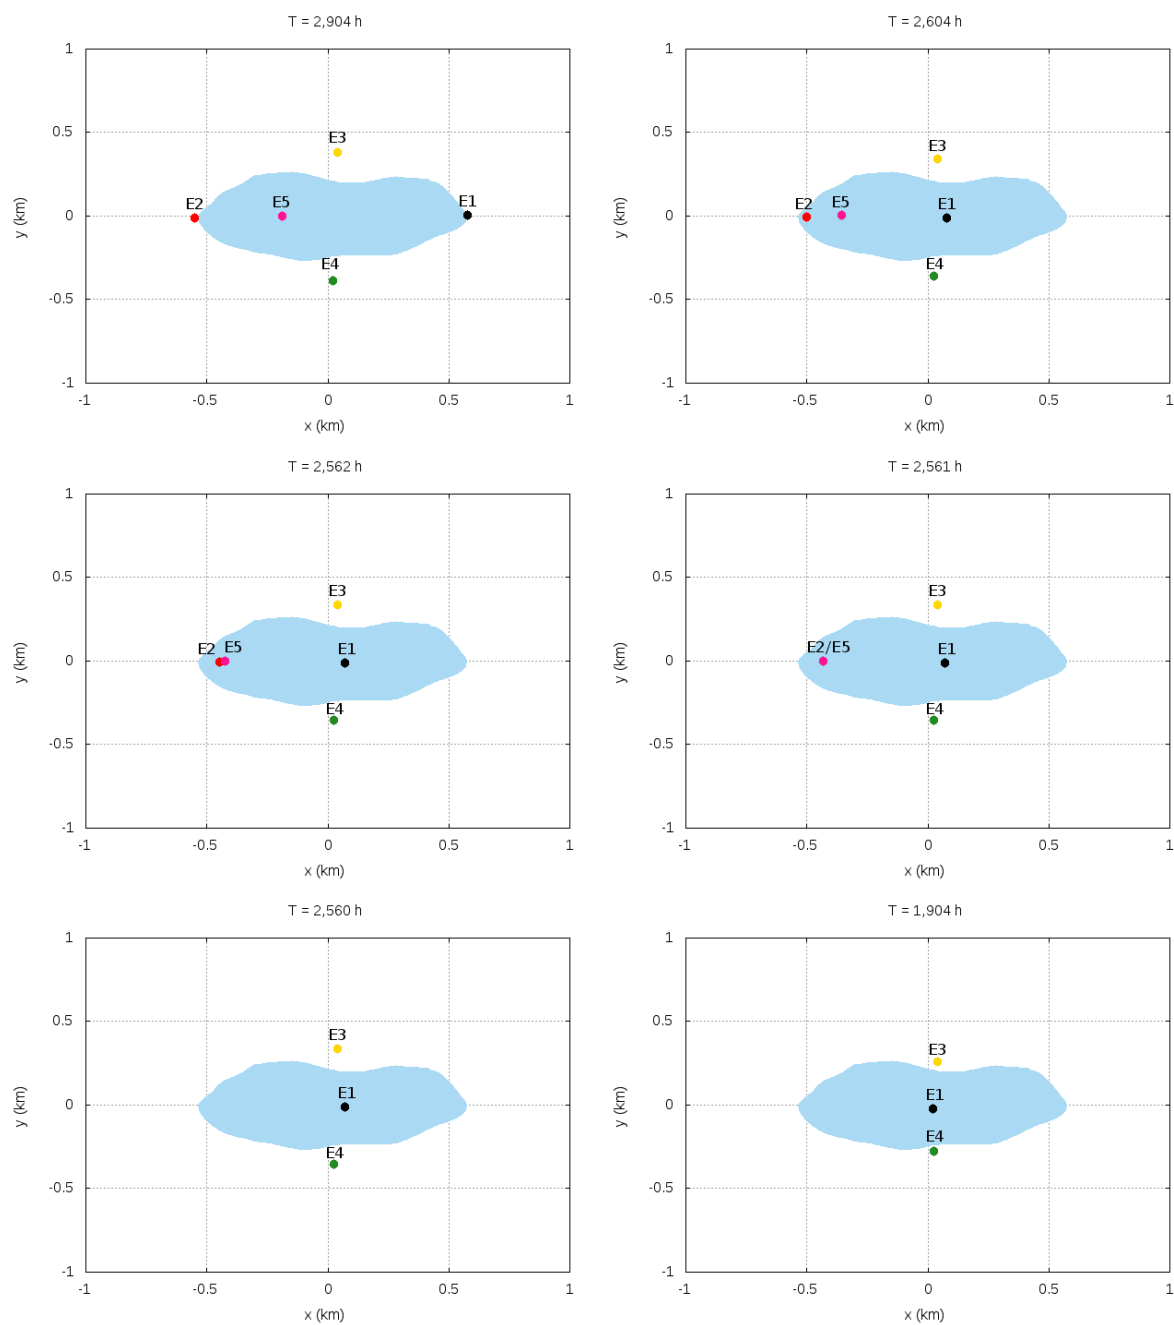 T = 2,904 h
1
0.5
0
-0.5
-1
y (km)
E3
E2
E5
E1
E4
-1
-0.5
0
0.5
1
x (km)
T = 2,604 h
1
0.5
0
-0.5
-1
y (km)
E3
E2
E5
E1
E4
-1
-0.5
0
0.5
1
x (km)
T = 2,562 h
1
0.5
0
-0.5
-1
y (km)
E3
E2
E5
E1
E4
-1
-0.5
0
0.5
1
x (km)
T = 2,561 h
1
0.5
0
-0.5
-1
y (km)
E3
E2/E5
E1
E4
-1
-0.5
0
0.5
1
x (km)
T = 2,560 h
1
0.5
0
-0.5
-1
y (km)
E3
E1
E4
-1
-0.5
0
0.5
1
x (km)
T = 1,904 h
1
0.5
0
-0.5
-1
y (km)
E3
E1
E4
-1
-0.5
0
0.5
1
x (km)